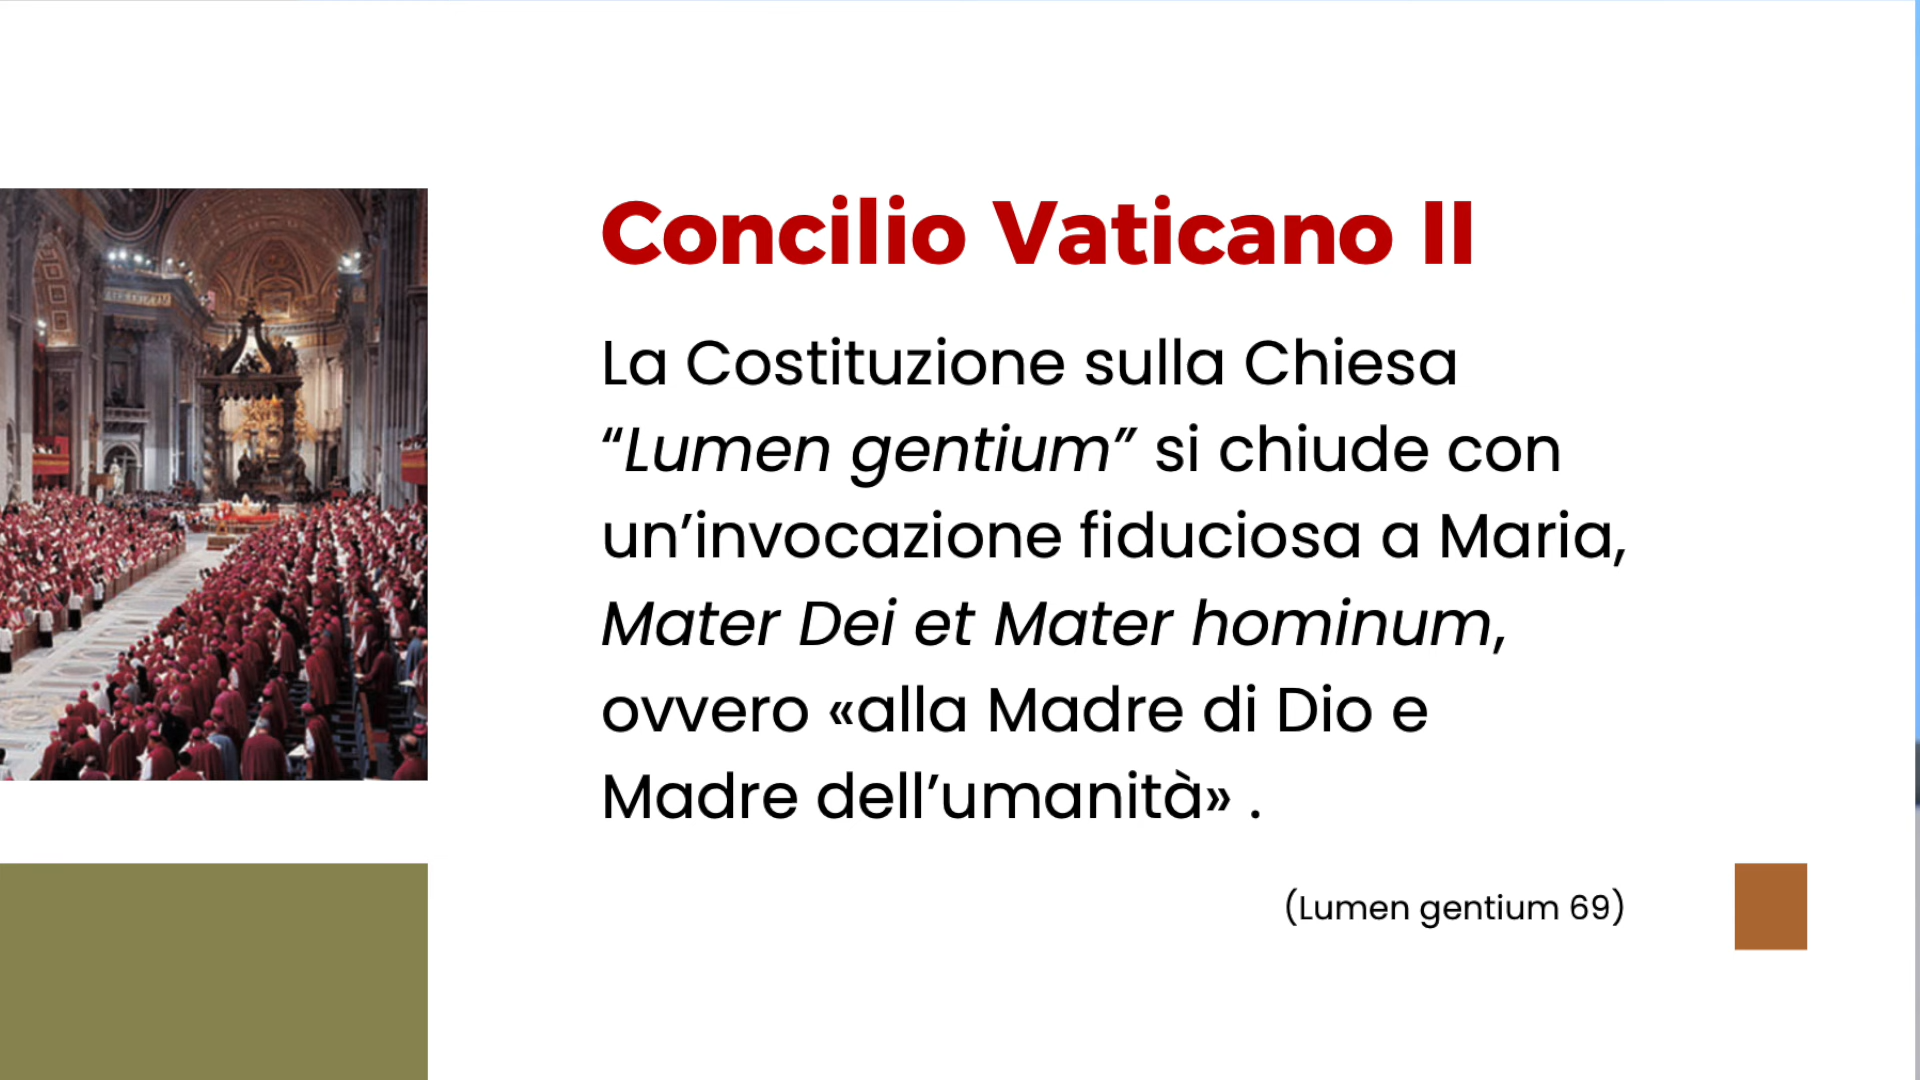 Concilio Vaticano II
La Costituzione sulla Chiesa
“Lumen gentium” si chiude con
un’invocazione fiduciosa a Maria,
Mater Dei et Mater hominum,
ovvero «alla Madre di Dio e
Madre dell’umanità» .
(Lumen gentium 69)